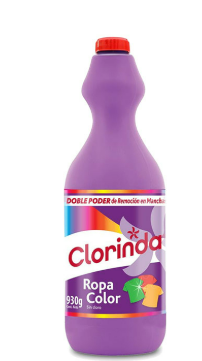 DOBLE PODER de Remoción en Manchas
Clorinda
Ropa
Color
930g